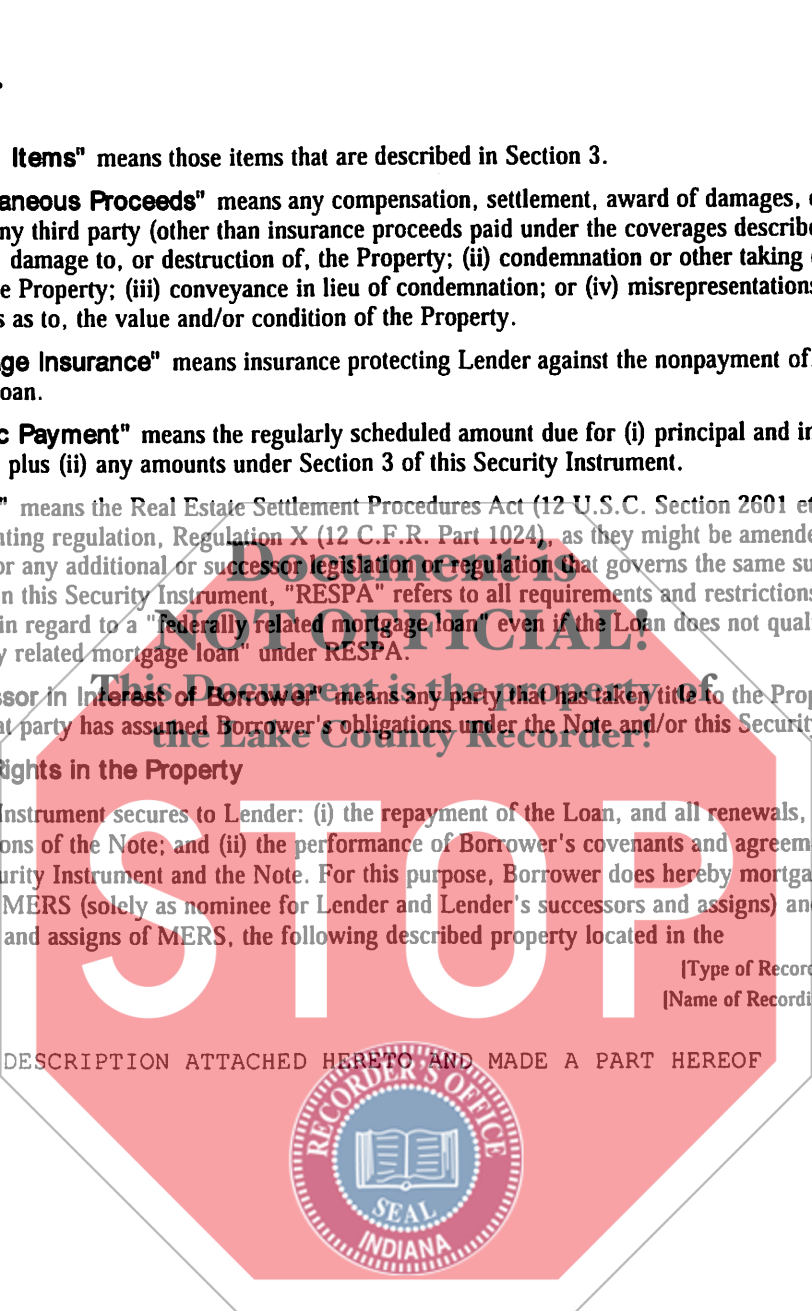 Items" means those items that are described in Section 3.
aneous Proceeds" means any compensation, settlement, award of damages,
ny third party (other than insurance proceeds paid under the coverages describe
damage to, or destruction of, the Property; (ii) condemnation or other taking
e Property; (iii) conveyance in lieu of condemnation; or (iv) misrepresentations
s as to, the value and/or condition of the Property.
ge Insurance" means insurance protecting Lender against the nonpayment of
oan.
c Payment" means the regularly scheduled amount due for (i) principal and in
plus (ii) any amounts under Section 3 of this Security Instrument.
" means the Real Estate Settlement Procedures Act (12 U.S.C. Section 2601 et
ting regulation, Regulation X (12 C.F.R. Part 1024), as they might be amende
or any additional or successor legislation or regulation that governs the same su
Document is
n this Security Instrument, "RESPA" refers to all requirements and restrictions
in regard to a "federally related mortgage loan" even if the Loan does not qual
NOT OFFICIAL!
y related mortgage loan" under RESPA.
ssor in Interest of Borrower" means any party that has taken title to the Prop
This Document is the property of
at party has assumed Borrower's obligations under the Note and/or this Securit
the Lake County Recorder!
Rights in the Property
Instrument secures to Lender: (i) the repayment of the Loan, and all renewals,
ons of the Note; and (ii) the performance of Borrower's covenants and agreem
urity Instrument and the Note. For this purpose, Borrower does hereby mortga
MERS (solely as nominee for Lender and Lender's successors and assigns) an
and assigns of MERS, the following described property located in the
STOP
[Type of Record
[Name of Recordi
DESCRIPTION ATTACHED HERETO AND MADE A PART HEREOF
RECORDER'S OFFICE
SEAL
INDIANA